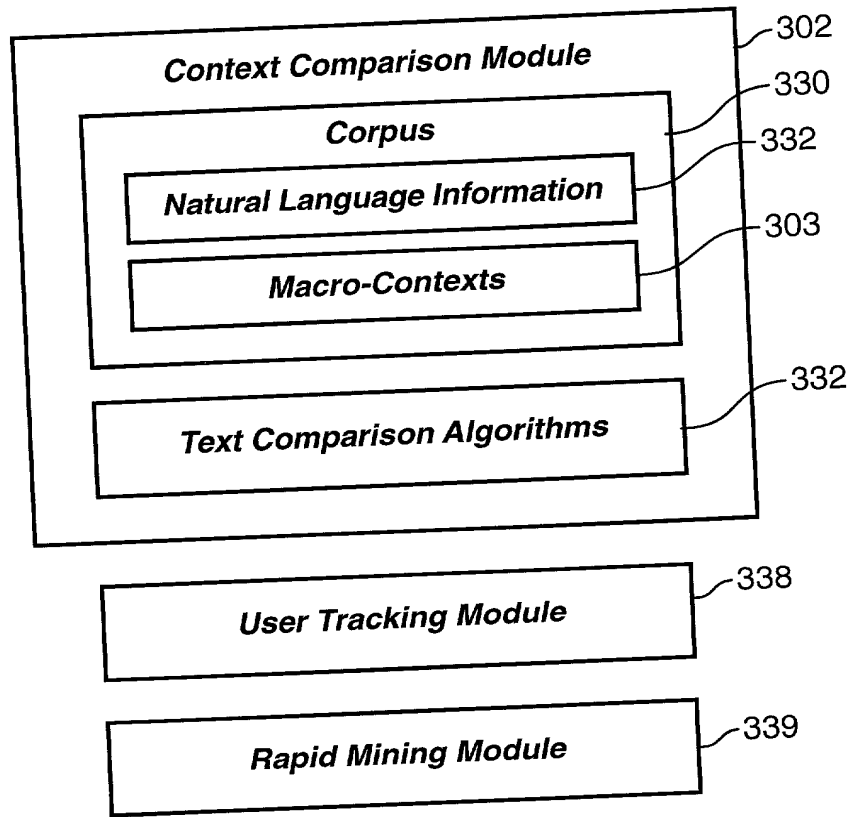 Context Comparison Module
302
Corpus
330
Natural Language Information
332
Macro-Contexts
303
Text Comparison Algorithms
332
User Tracking Module
338
Rapid Mining Module
339